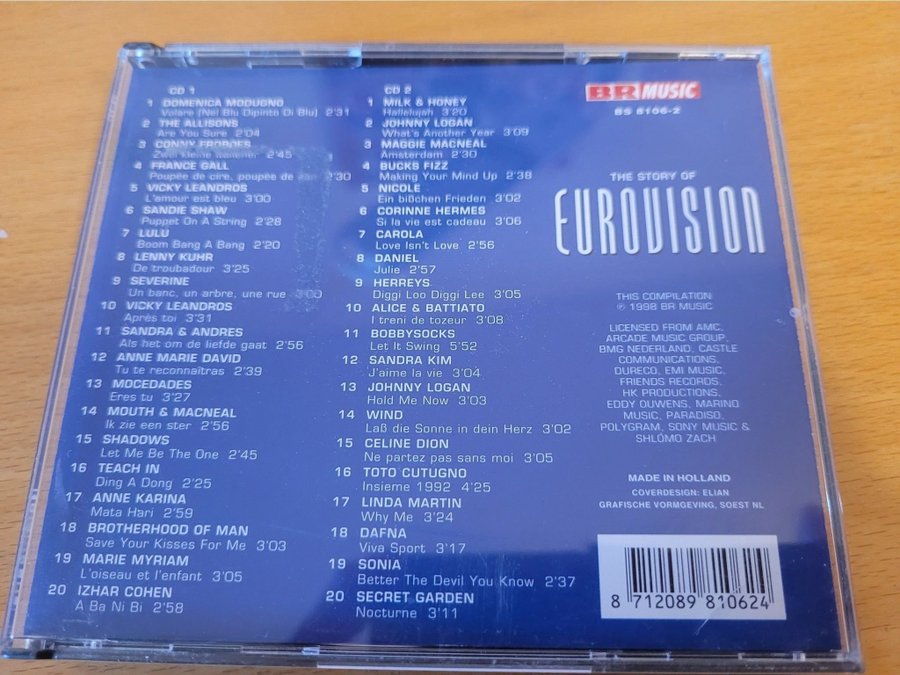 CD 1
1 DOMENICA MODUGNO
Volare (Nel Blu Dipinto Di Blu) 2'31
2 THE ALLISONS
Are You Sure 2'04
3 CONNY FROBOES
Zwei kleine Italiener 2'45
4 FRANCE GALL
Poupée de cire, poupée de 2'30
5 VICKY LEANDROS
L'amour est bleu 3'00
6 SANDIE SHAW
Puppet On A String 2'28
7 LULU
Boom Bang A Bang 2'20
8 LENNY KUHR
De troubadour 3'25
9 SEVERINE
Un banc, un arbre, une rue 3'00
10 VICKY LEANDROS
Après toi 3'31
11 SANDRA & ANDRES
Als het om de liefde gaat 2'56
12 ANNE MARIE DAVID
Tu te reconnaîtras 2'39
13 MOCEDADES
Eres tu 3'27
14 MOUTH & MACNEAL
Ik zie een ster 2'56
15 SHADOWS
Let Me Be The One 2'45
16 TEACH IN
Ding A Dong 2'25
17 ANNE KARINA
Mata Hari 2'59
18 BROTHERHOOD OF MAN
Save Your Kisses For Me 3'03
19 MARIE MYRIAM
L'oiseau et l'enfant 3'05
20 IZHAR COHEN
A Ba Ni Bi 2'58
CD 2
1 MILK & HONEY
Hallelujah 3'20
2 JOHNNY LOGAN
What's Another Year 3'09
3 MAGGIE MACNEAL
Amsterdam 2'30
4 BUCKS FIZZ
Making Your Mind Up 2'38
5 NICOLE
Ein bißchen Frieden 3'02
6 CORINNE HERMES
Si la vie est cadeau 3'06
7 CAROLA
Love Isn't Love 2'56
8 DANIEL
Julie 2'57
9 HERREYS
Diggi Loo Diggi Lee 3'05
10 ALICE & BATTIATO
I treni de tozeur 3'08
11 BOBBYSOCKS
Let It Swing 5'52
12 SANDRA KIM
J'aime la vie 3'04
13 JOHNNY LOGAN
Hold Me Now 3'03
14 WIND
Laß die Sonne in dein Herz 3'02
15 CELINE DION
Ne partez pas sans moi 3'05
16 TOTO CUTUGNO
Insieme 1992 4'25
17 LINDA MARTIN
Why Me 3'24
18 DAFNA
Viva Sport 3'17
19 SONIA
Better The Devil You Know 2'37
20 SECRET GARDEN
Nocturne 3'11
BR MUSIC
BS 8106-2
THE STORY OF
EUROVISION
THIS COMPILATION:
℗ 1998 BR MUSIC
LICENSED FROM AMC,
ARCADE MUSIC GROUP,
BMG NEDERLAND, CASTLE
COMMUNICATIONS,
DURECO, EMI MUSIC,
FRIENDS RECORDS,
HK PRODUCTIONS,
EDDY OUWENS, MARINO
MUSIC, PARADISO,
POLYGRAM, SONY MUSIC &
SHLOMO ZACH
MADE IN HOLLAND
COVERDESIGN: ELIAN
GRAFISCHE VORMGEVING, SOEST NL
8 712089 810624